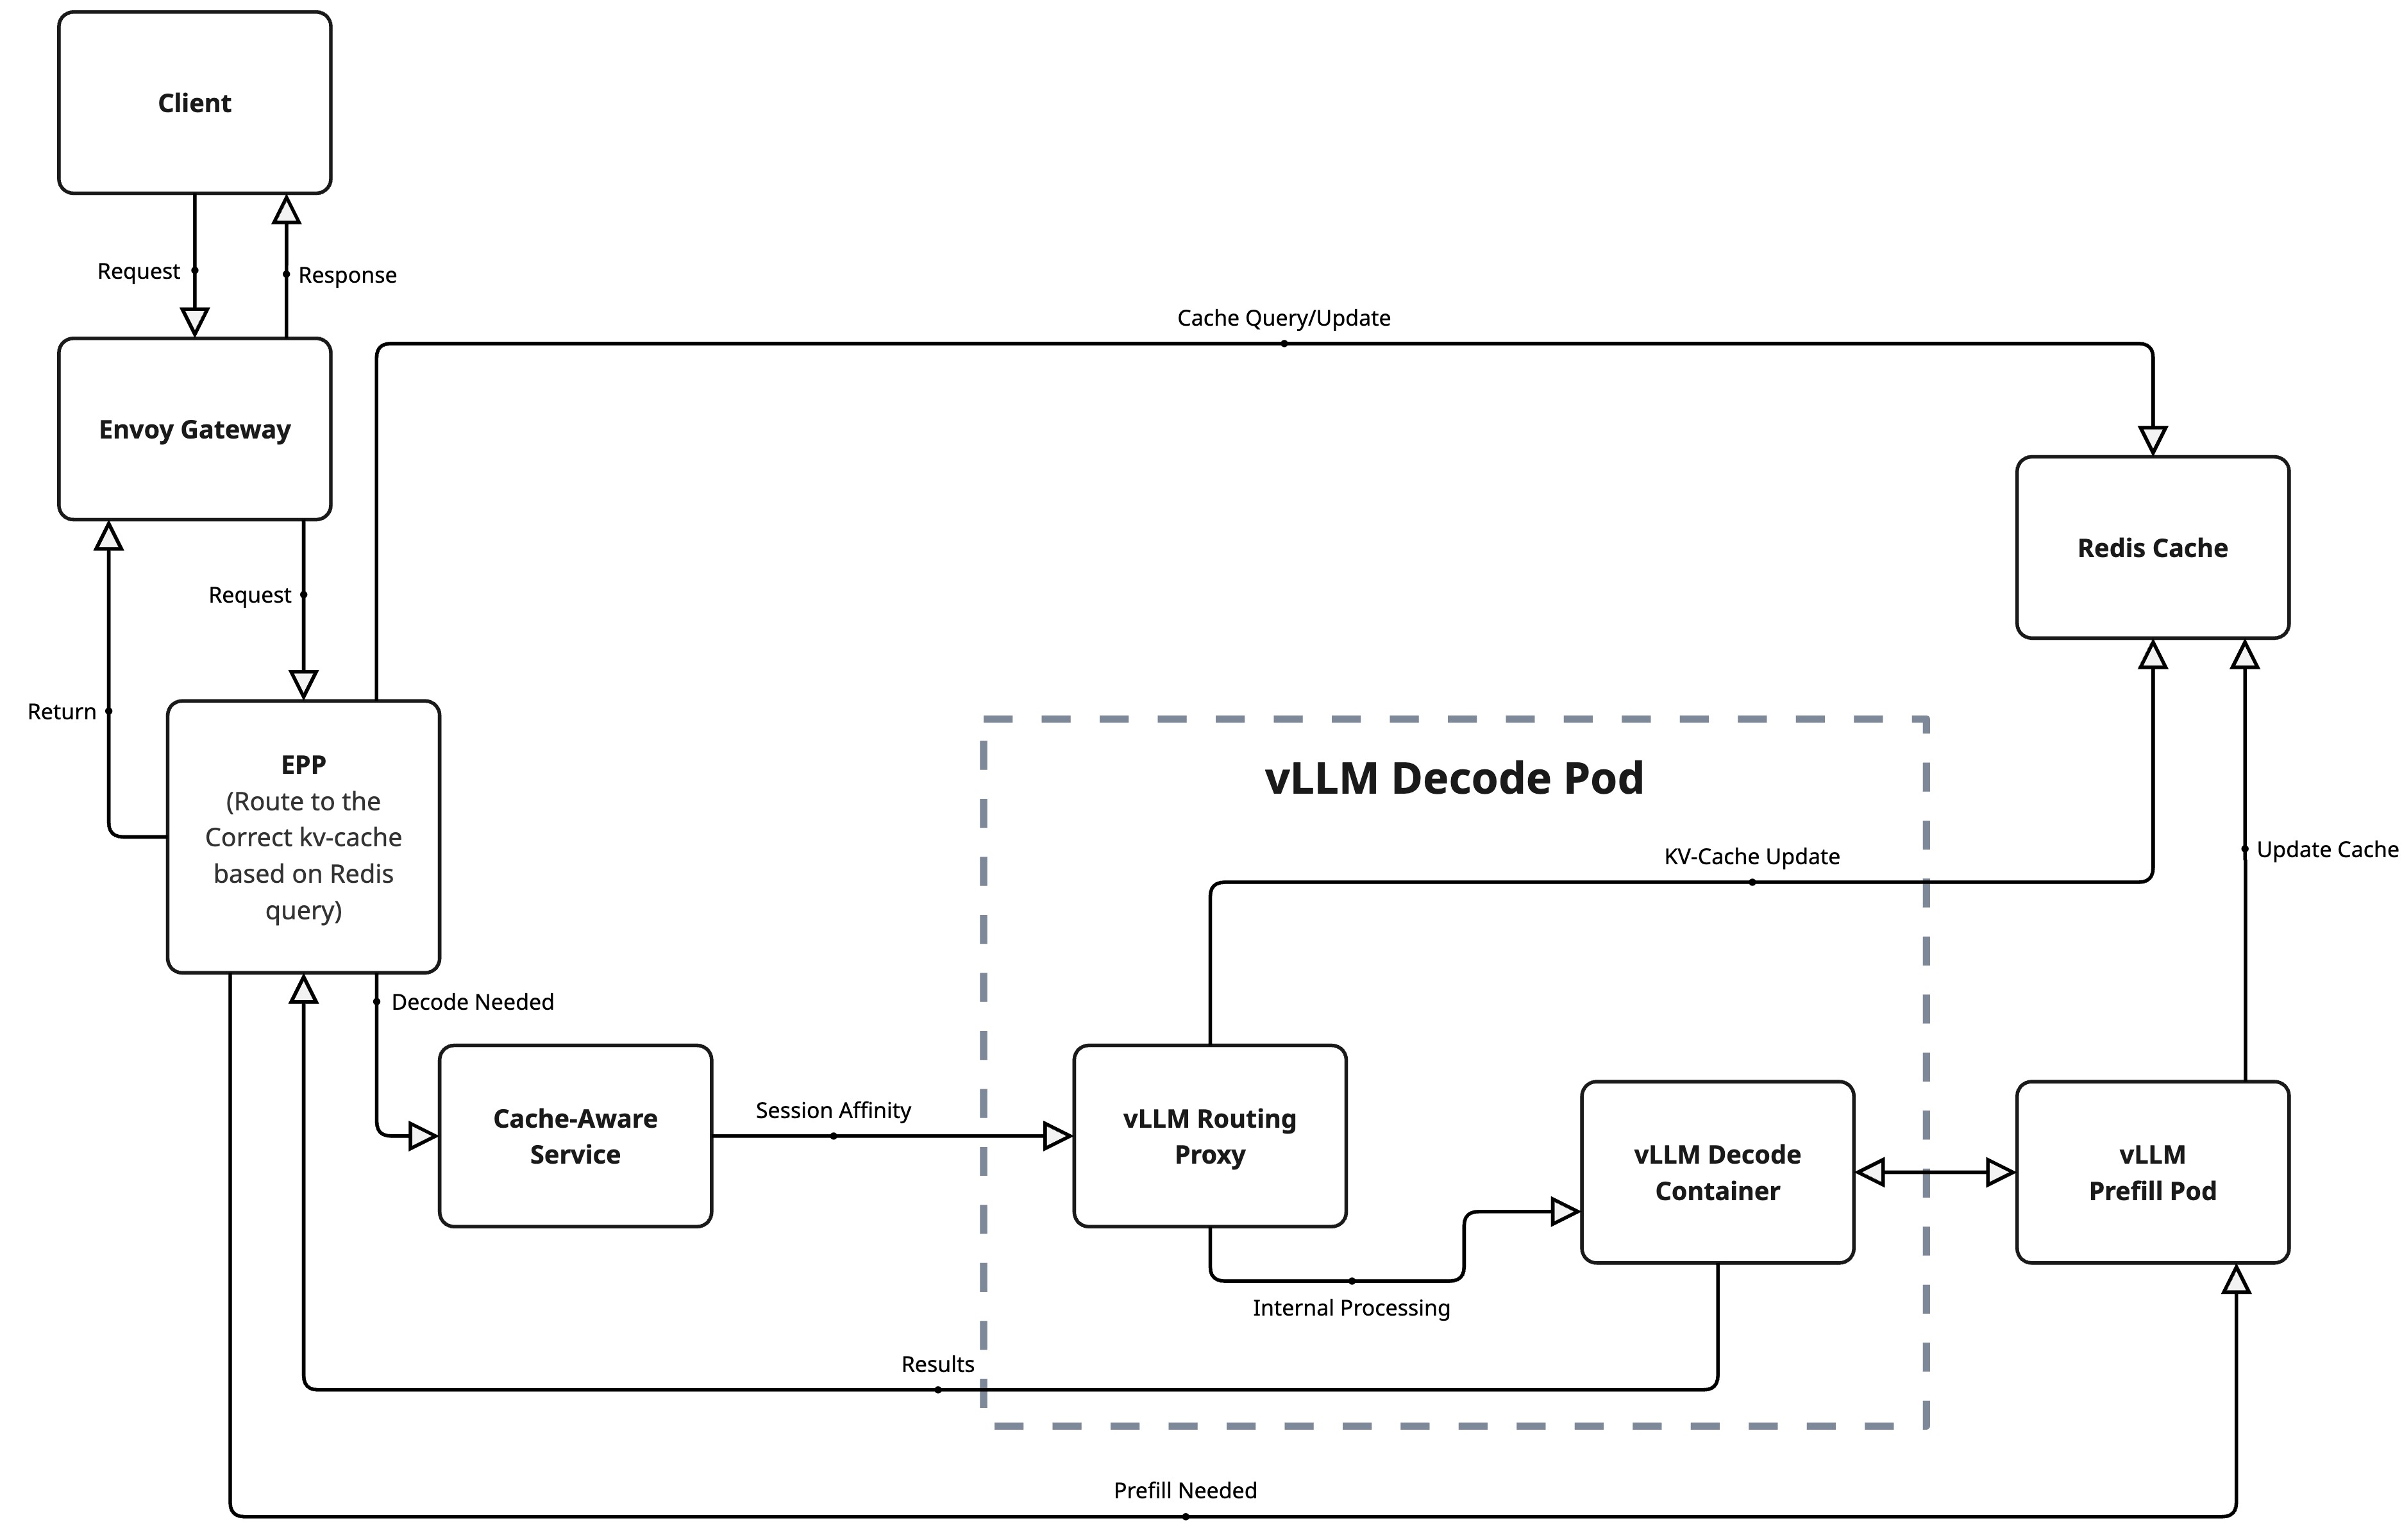 Client
Request
Response
Cache Query/Update
Envoy Gateway
Redis Cache
Request
Return
EPP
(Route to the
Correct kv-cache
based on Redis
query)
vLLM Decode Pod
KV-Cache Update
Update Cache
Decode Needed
Cache-Aware
Service
Session Affinity
vLLM Routing
Proxy
vLLM Decode
Container
vLLM
Prefill Pod
Internal Processing
Results
Prefill Needed